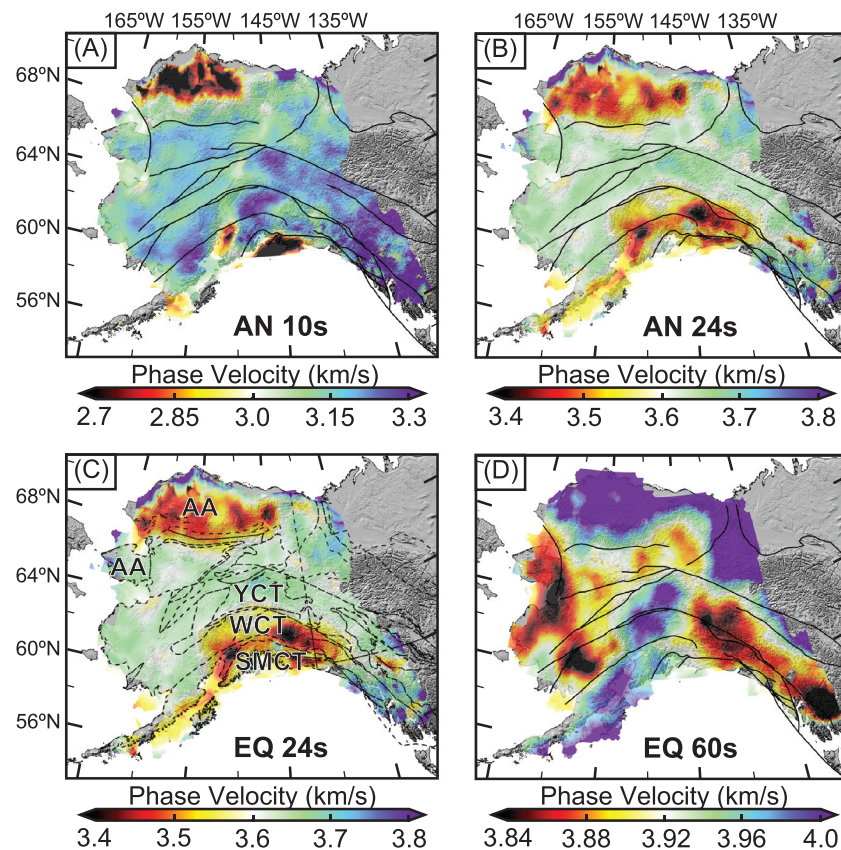 165ºW 155ºW 145ºW 135ºW
165ºW 155ºW 145ºW 135ºW
(A)
(B)
68ºN
64ºN
60ºN
56ºN
AN 10s
AN 24s
Phase Velocity (km/s)
2.7 2.85 3.0 3.15 3.3
Phase Velocity (km/s)
3.4 3.5 3.6 3.7 3.8
(C)
(D)
68ºN
64ºN
60ºN
56ºN
AA
AA
YCT
WCT
SMCT
EQ 24s
EQ 60s
Phase Velocity (km/s)
3.4 3.5 3.6 3.7 3.8
Phase Velocity (km/s)
3.84 3.88 3.92 3.96 4.0